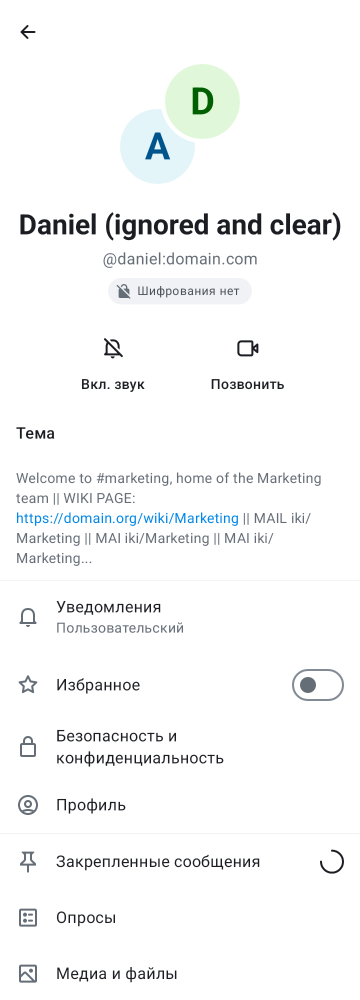 D
A
Daniel (ignored and clear)
@daniel:domain.com
Шифрования нет
Вкл. звук
Позвонить
Тема
Welcome to #marketing, home of the Marketing
team || WIKI PAGE:
https://domain.org/wiki/Marketing || MAIL iki/
Marketing || MAI iki/Marketing || MAI iki/
Marketing...
Уведомления
Пользовательский
Избранное
Безопасность и
конфиденциальность
Профиль
Закрепленные сообщения
Опросы
Медиа и файлы